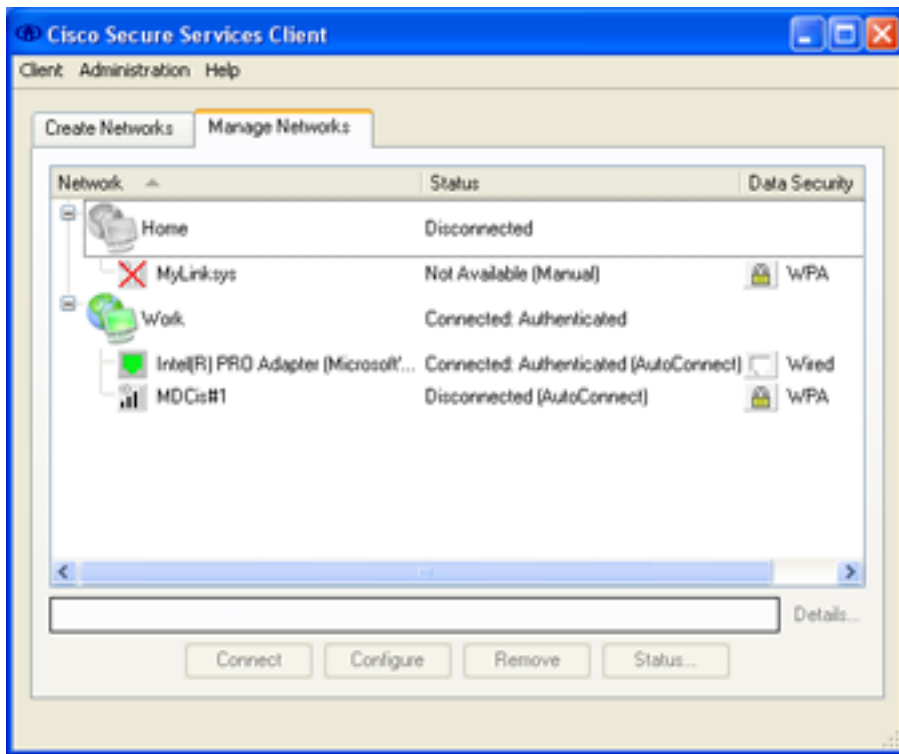 Cisco Secure Services Client
Client Administration Help
Create Networks Manage Networks
Network Status Data Security
Home Disconnected
MyLinksys Not Available (Manual) WPA
Work Connected: Authenticated
Intel(R) PRO Adapter (Microsoft'... Connected: Authenticated (AutoConnect) Wired
MDCis#1 Disconnected (AutoConnect) WPA
Details...
Connect Configure Remove Status...